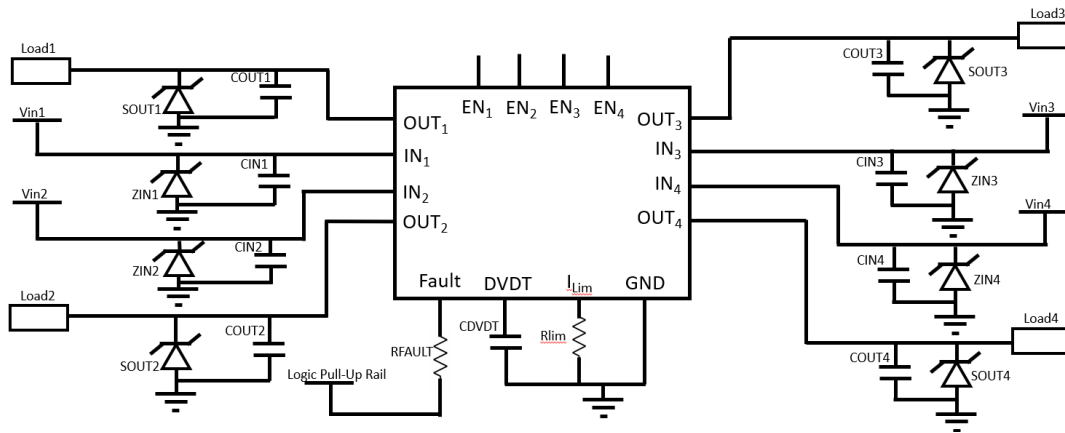 Load1
COUT1
SOUT1
Vin1
CIN1
ZIN1
Vin2
CIN2
ZIN2
Load2
COUT2
SOUT2
EN1 EN2 EN3 EN4
OUT1
IN1
IN2
OUT2
OUT3
IN3
IN4
OUT4
Fault DVDT ILim GND
CDVDT
Rlim
RFAULT
Logic Pull-Up Rail
Load3
COUT3
SOUT3
Vin3
CIN3
ZIN3
Vin4
CIN4
ZIN4
Load4
COUT4
SOUT4